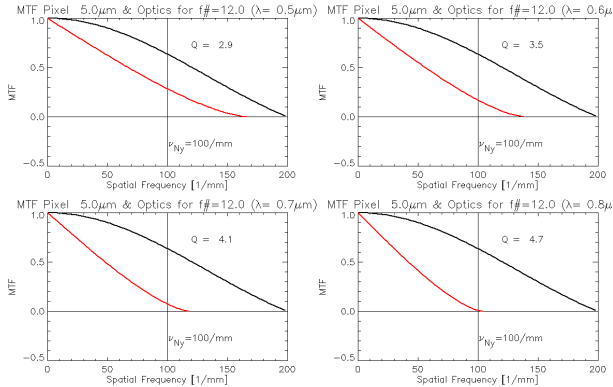 MTF Pixel 5.0μm & Optics for f#=12.0 (λ= 0.5μm)
1.0
0.5
0.0
−0.5
MTF
Q = 2.9
νNy=100/mm
0 50 100 150 200
Spatial Frequency [1/mm]
MTF Pixel 5.0μm & Optics for f#=12.0 (λ= 0.6μ
1.0
0.5
0.0
−0.5
MTF
Q = 3.5
νNy=100/mm
0 50 100 150 200
Spatial Frequency [1/mm]
MTF Pixel 5.0μm & Optics for f#=12.0 (λ= 0.7μm)
1.0
0.5
0.0
−0.5
MTF
Q = 4.1
νNy=100/mm
0 50 100 150 200
Spatial Frequency [1/mm]
MTF Pixel 5.0μm & Optics for f#=12.0 (λ= 0.8μ
1.0
0.5
0.0
−0.5
MTF
Q = 4.7
νNy=100/mm
0 50 100 150 200
Spatial Frequency [1/mm]